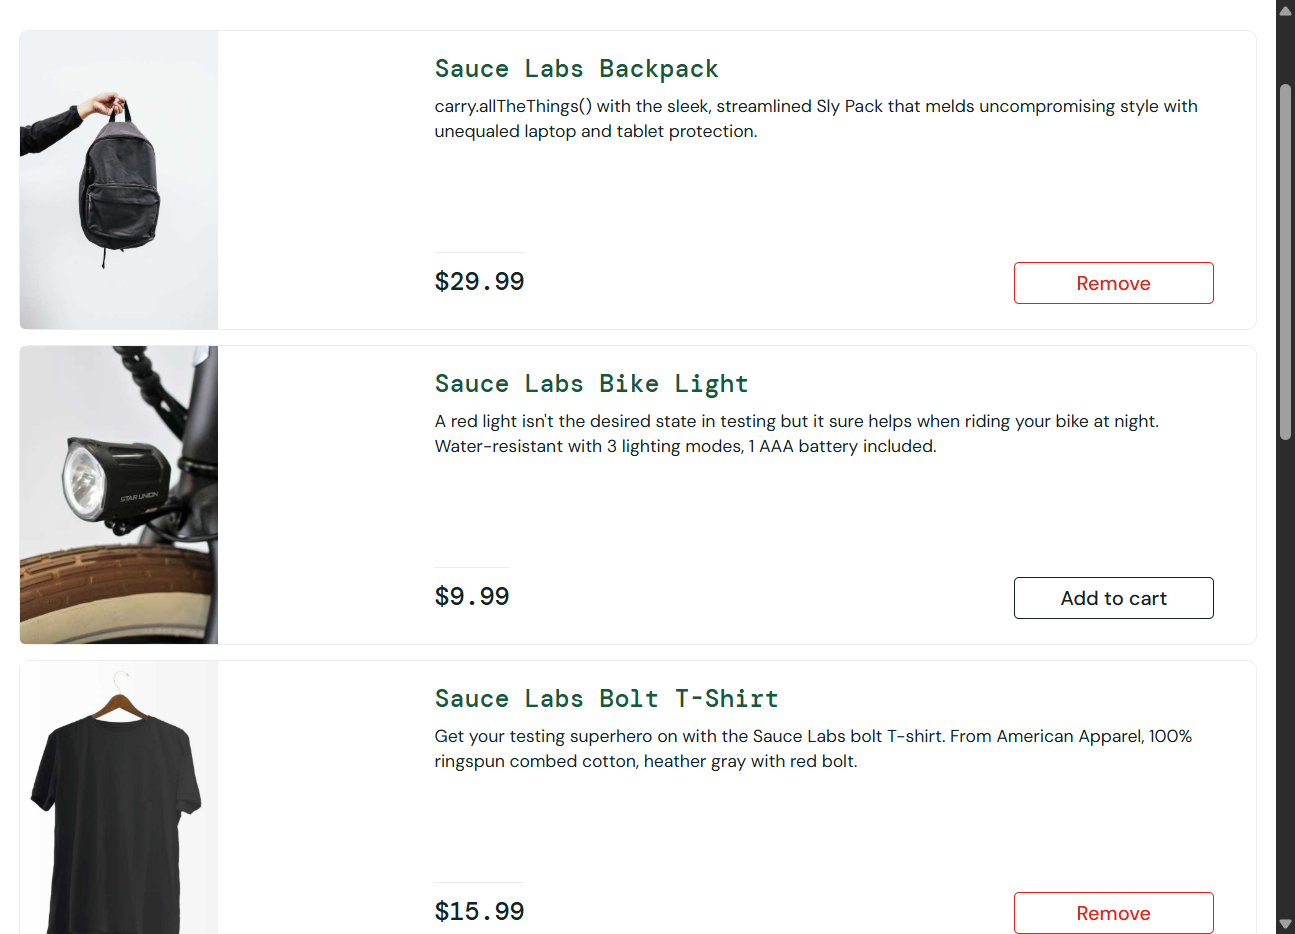 Sauce Labs Backpack
carry.allTheThings() with the sleek, streamlined Sly Pack that melds uncompromising style with
unequaled laptop and tablet protection.
$29.99
Remove
Sauce Labs Bike Light
A red light isn't the desired state in testing but it sure helps when riding your bike at night.
Water-resistant with 3 lighting modes, 1 AAA battery included.
STAR UNION
$9.99
Add to cart
Sauce Labs Bolt T-Shirt
Get your testing superhero on with the Sauce Labs bolt T-shirt. From American Apparel, 100%
ringspun combed cotton, heather gray with red bolt.
$15.99
Remove